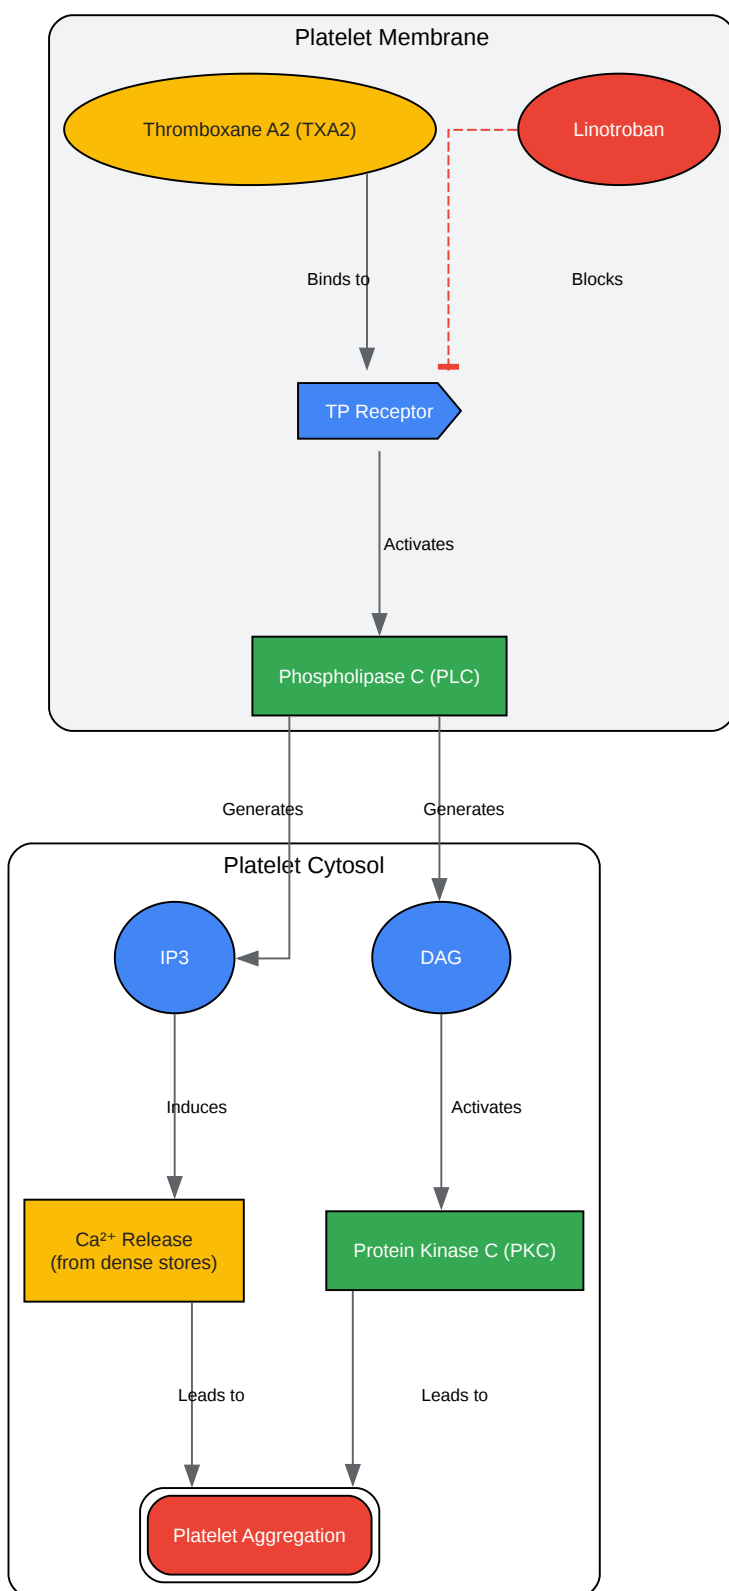 Platelet Membrane
Thromboxane A2 (TXA2)
Linotroban
Binds to
Blocks
TP Receptor
Activates
Phospholipase C (PLC)
Generates
Generates
Platelet Cytosol
IP3
DAG
Induces
Activates
Ca²⁺ Release
(from dense stores)
Protein Kinase C (PKC)
Leads to
Leads to
Platelet Aggregation